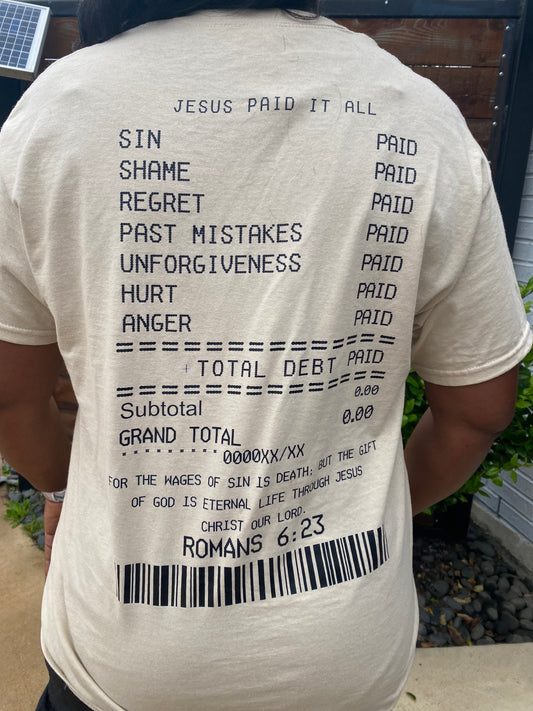 JESUS PAID IT ALL
SIN PAID
SHAME PAID
REGRET PAID
PAST MISTAKES PAID
UNFORGIVENESS PAID
HURT PAID
ANGER PAID
TOTAL DEBT PAID
Subtotal 0.00
GRAND TOTAL 0.00
0000XX/XX
FOR THE WAGES OF SIN IS DEATH; BUT THE GIFT
OF GOD IS ETERNAL LIFE THROUGH JESUS
CHRIST OUR LORD.
ROMANS 6:23